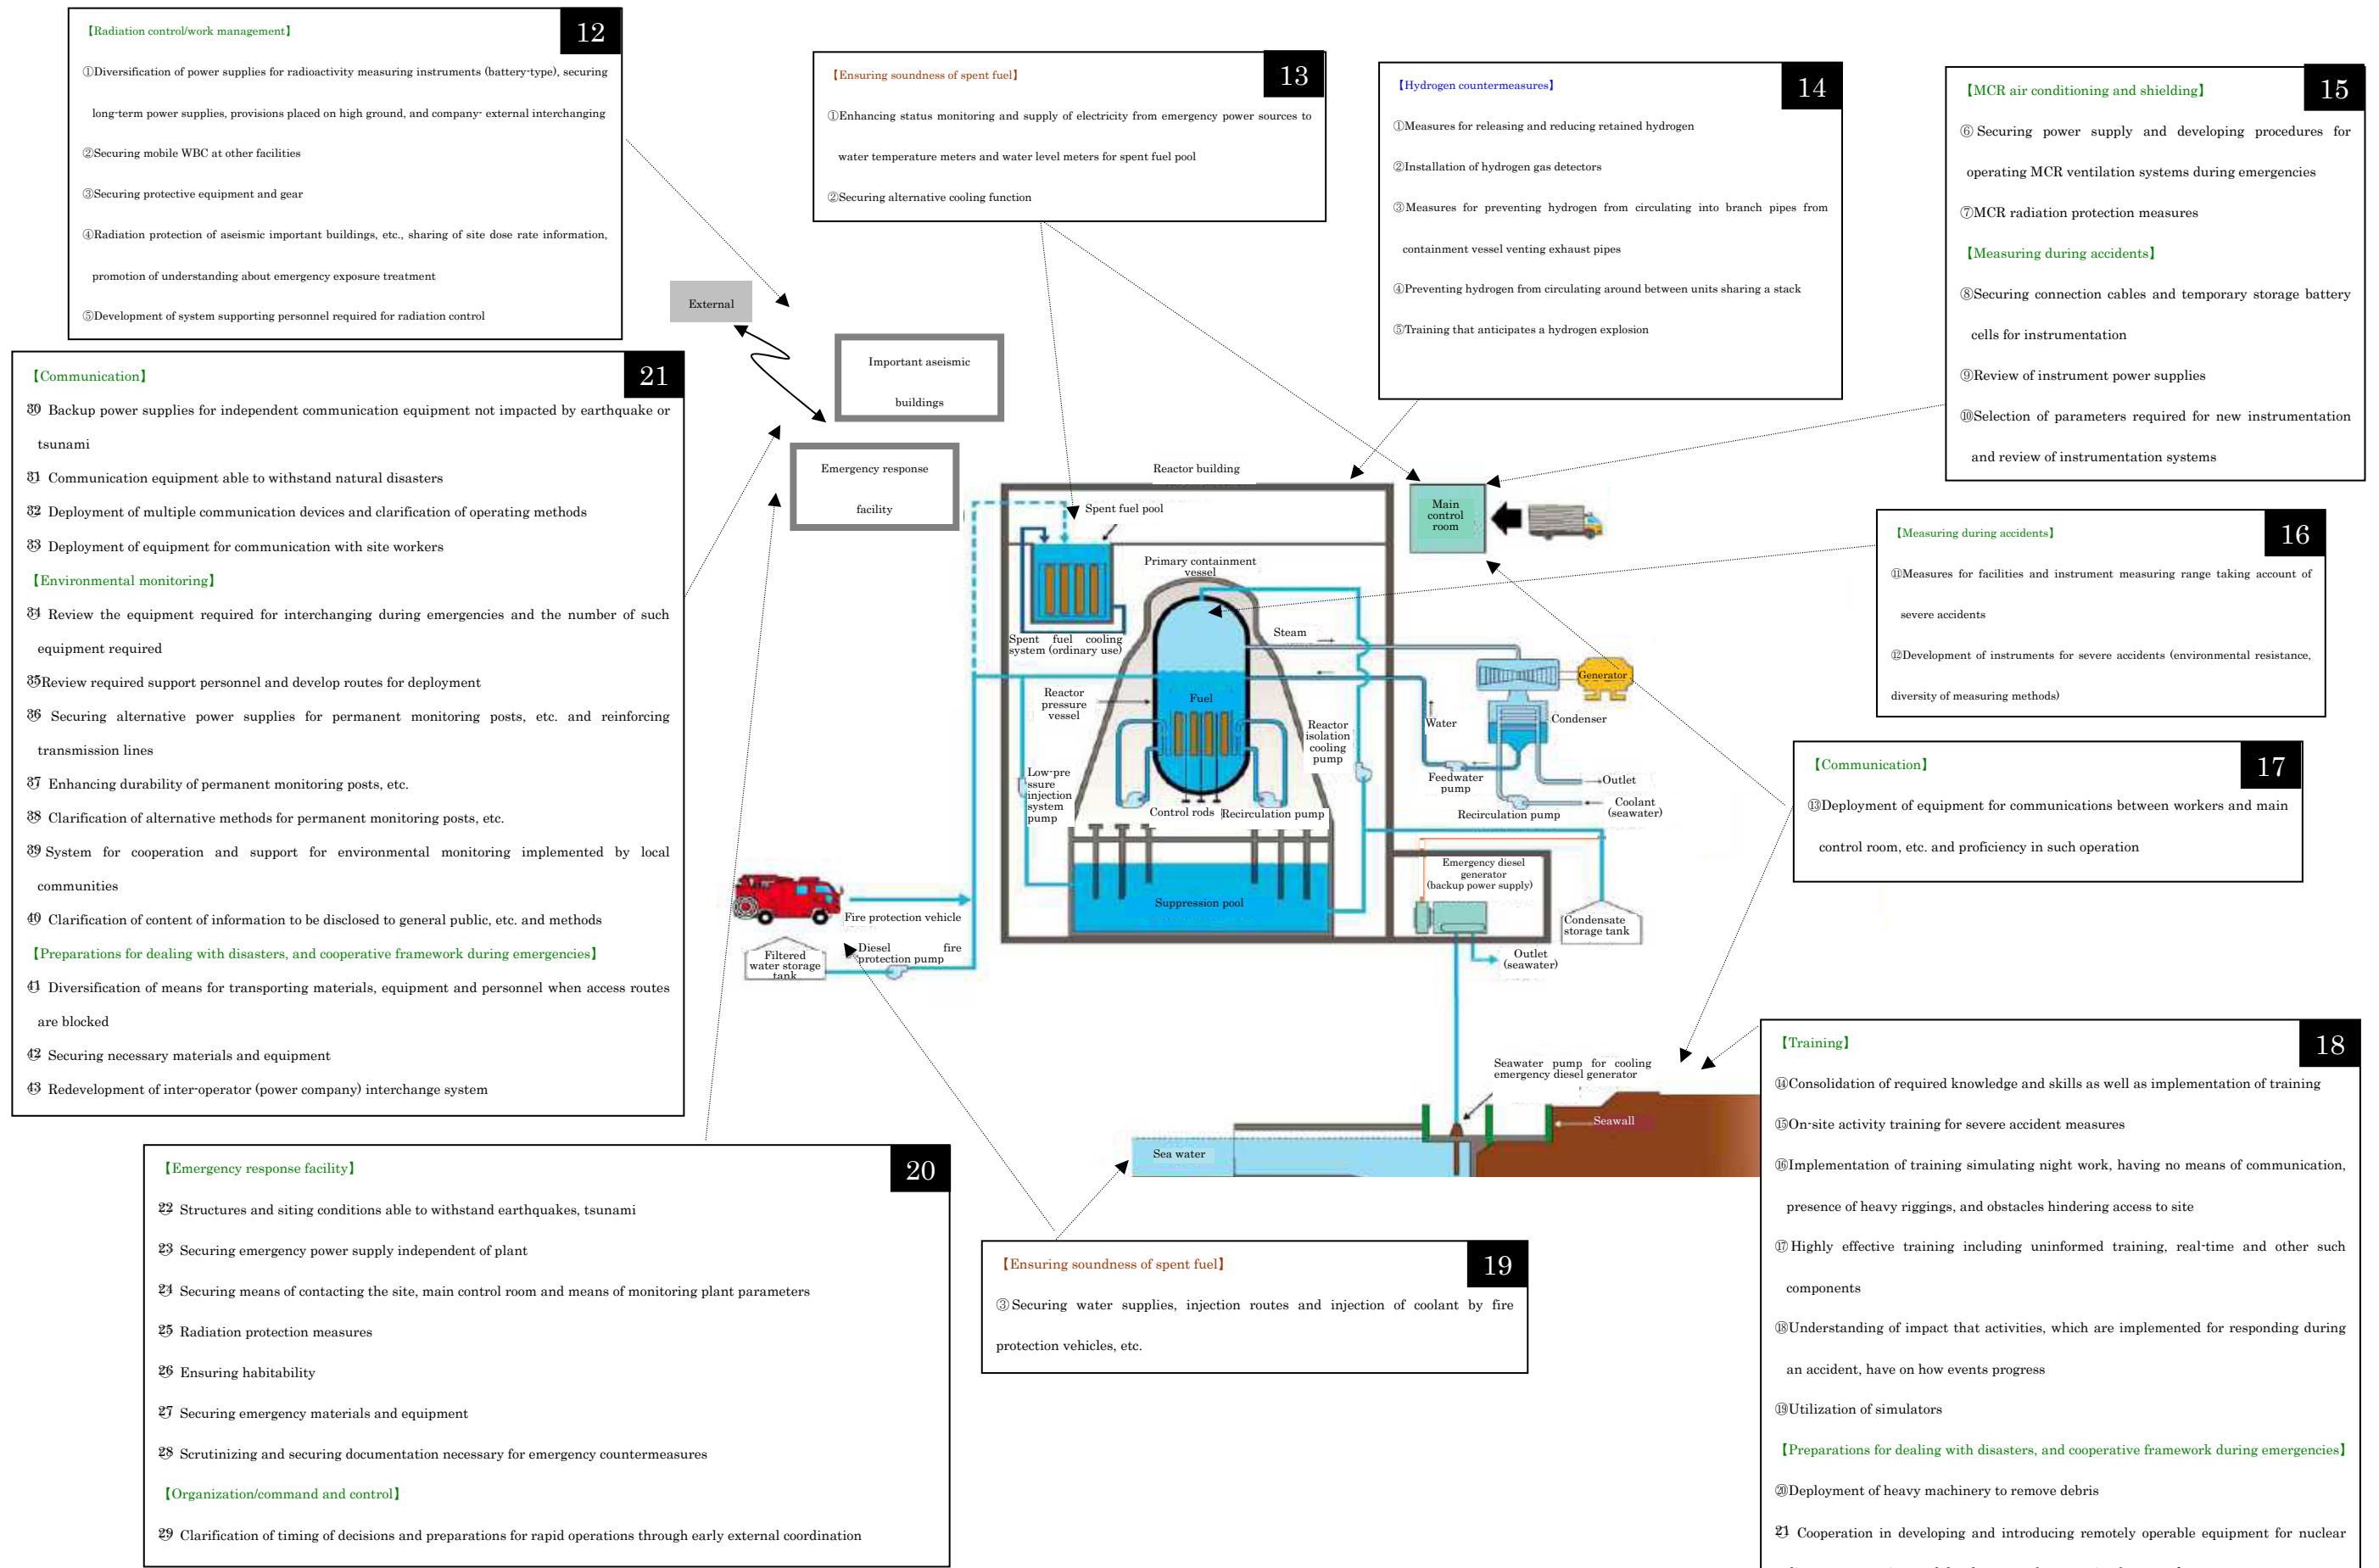 【Radiation control/work management】
12
①Diversification of power supplies for radioactivity measuring instruments (battery-type), securing
long-term power supplies, provisions placed on high ground, and company- external interchanging
②Securing mobile WBC at other facilities
③Securing protective equipment and gear
④Radiation protection of aseismic important buildings, etc., sharing of site dose rate information,
promotion of understanding about emergency exposure treatment
⑤Development of system supporting personnel required for radiation control
【Ensuring soundness of spent fuel】
13
①Enhancing status monitoring and supply of electricity from emergency power sources to
water temperature meters and water level meters for spent fuel pool
②Securing alternative cooling function
【Hydrogen countermeasures】
14
①Measures for releasing and reducing retained hydrogen
②Installation of hydrogen gas detectors
③Measures for preventing hydrogen from circulating into branch pipes from
containment vessel venting exhaust pipes
④Preventing hydrogen from circulating around between units sharing a stack
⑤Training that anticipates a hydrogen explosion
【MCR air conditioning and shielding】
15
⑥Securing power supply and developing procedures for
operating MCR ventilation systems during emergencies
⑦MCR radiation protection measures
【Measuring during accidents】
⑧Securing connection cables and temporary storage battery
cells for instrumentation
⑨Review of instrument power supplies
⑩Selection of parameters required for new instrumentation
and review of instrumentation systems
【Measuring during accidents】
16
⑪Measures for facilities and instrument measuring range taking account of
severe accidents
⑫Development of instruments for severe accidents (environmental resistance,
diversity of measuring methods)
【Communication】
17
⑬Deployment of equipment for communications between workers and main
control room, etc. and proficiency in such operation
【Training】
18
⑭Consolidation of required knowledge and skills as well as implementation of training
⑮On-site activity training for severe accident measures
⑯Implementation of training simulating night work, having no means of communication,
presence of heavy riggings, and obstacles hindering access to site
⑰Highly effective training including uninformed training, real-time and other such
components
⑱Understanding of impact that activities, which are implemented for responding during
an accident, have on how events progress
⑲Utilization of simulators
【Preparations for dealing with disasters, and cooperative framework during emergencies】
⑳Deployment of heavy machinery to remove debris
21 Cooperation in developing and introducing remotely operable equipment for nuclear
【Ensuring soundness of spent fuel】
19
③Securing water supplies, injection routes and injection of coolant by fire
protection vehicles, etc.
【Emergency response facility】
20
22 Structures and siting conditions able to withstand earthquakes, tsunami
23 Securing emergency power supply independent of plant
24 Securing means of contacting the site, main control room and means of monitoring plant parameters
25 Radiation protection measures
26 Ensuring habitability
27 Securing emergency materials and equipment
28 Scrutinizing and securing documentation necessary for emergency countermeasures
【Organization/command and control】
29 Clarification of timing of decisions and preparations for rapid operations through early external coordination
【Communication】
21
30 Backup power supplies for independent communication equipment not impacted by earthquake or
tsunami
31 Communication equipment able to withstand natural disasters
32 Deployment of multiple communication devices and clarification of operating methods
33 Deployment of equipment for communication with site workers
【Environmental monitoring】
34 Review the equipment required for interchanging during emergencies and the number of such
equipment required
35Review required support personnel and develop routes for deployment
36 Securing alternative power supplies for permanent monitoring posts, etc. and reinforcing
transmission lines
37 Enhancing durability of permanent monitoring posts, etc.
38 Clarification of alternative methods for permanent monitoring posts, etc.
39 System for cooperation and support for environmental monitoring implemented by local
communities
40 Clarification of content of information to be disclosed to general public, etc. and methods
【Preparations for dealing with disasters, and cooperative framework during emergencies】
41 Diversification of means for transporting materials, equipment and personnel when access routes
are blocked
42 Securing necessary materials and equipment
43 Redevelopment of inter-operator (power company) interchange system
External
Important aseismic
buildings
Emergency response
facility
Reactor building
Spent fuel pool
Main
control
room
Primary containment
vessel
Spent fuel cooling
system (ordinary use)
Steam
Generator
Reactor
pressure
vessel
Fuel
Water
Condenser
Reactor
isolation
cooling
pump
Low-pre
ssure
injection
system
pump
Feedwater
pump
Outlet
Control rods
Recirculation pump
Recirculation pump
Coolant
(seawater)
Emergency diesel
generator
(backup power supply)
Suppression pool
Fire protection vehicle
Condensate
storage tank
Filtered
water storage
tank
Diesel fire
protection pump
Outlet
(seawater)
Seawater pump for cooling
emergency diesel generator
Seawall
Sea water